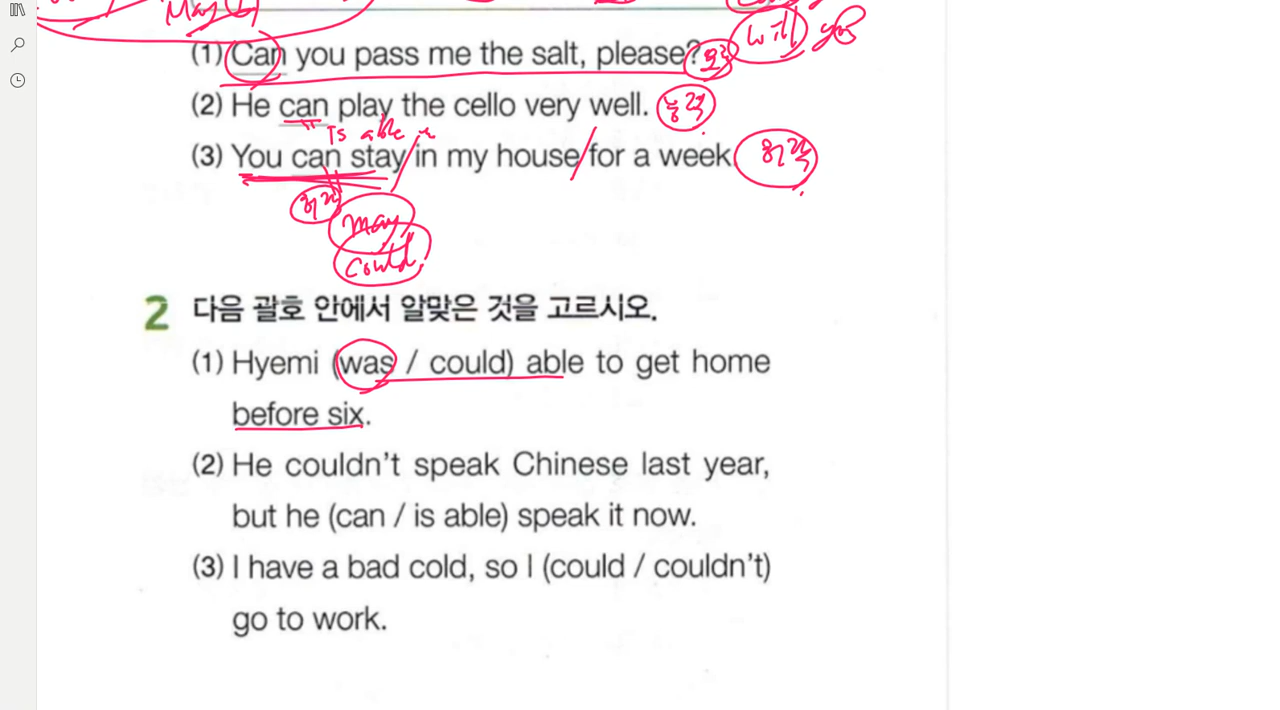 May
(1) Can you pass me the salt, please?
will you
(2) He can play the cello very well. 능력
is able
(3) You can stay in my house for a week 허락
허락
may
could
2 다음 괄호 안에서 알맞은 것을 고르시오.
(1) Hyemi (was / could) able to get home
before six.
(2) He couldn't speak Chinese last year,
but he (can / is able) speak it now.
(3) I have a bad cold, so I (could / couldn't)
go to work.